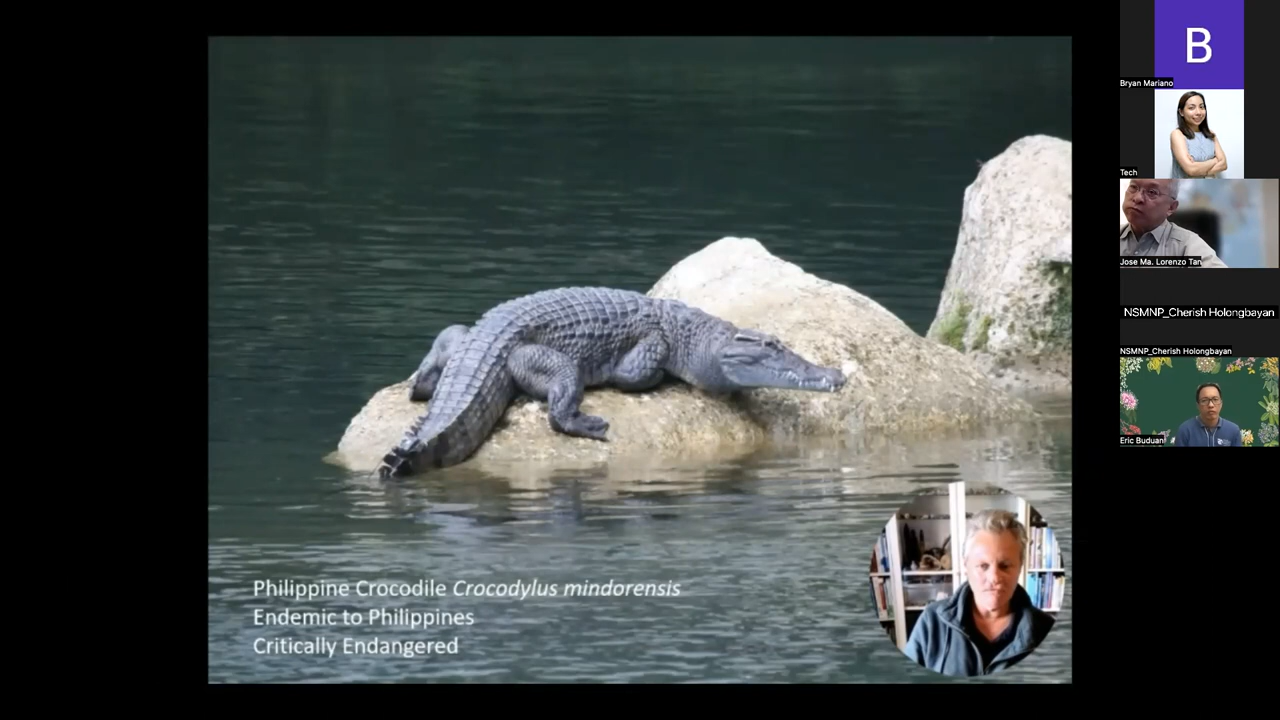 Philippine Crocodile Crocodylus mindorensis
Endemic to Philippines
Critically Endangered
B
Bryan Mariano
Tech
Jose Ma. Lorenzo Tan
NSMNP_Cherish Holongbayan
NSMNP_Cherish Holongbayan
Eric Buduan